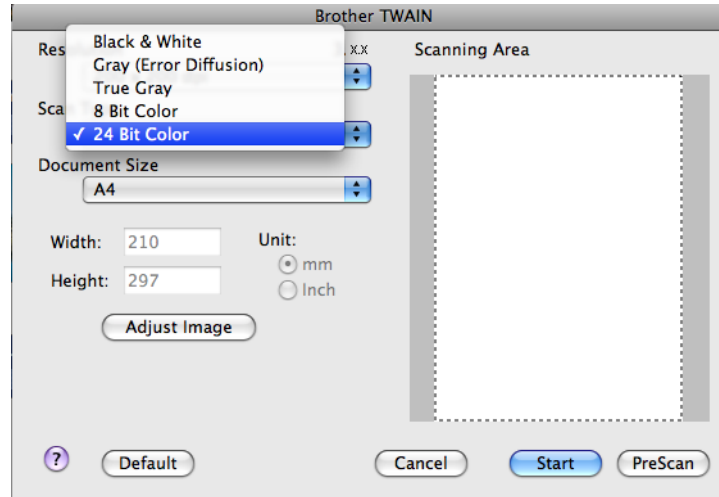 Brother TWAIN
Res
X.X
Black & White
Gray (Error Diffusion)
True Gray
8 Bit Color
✓ 24 Bit Color
Sca
Scanning Area
Document Size
A4
Width: 210
Unit:
mm
Height: 297
Inch
Adjust Image
?
Default
Cancel
Start
PreScan